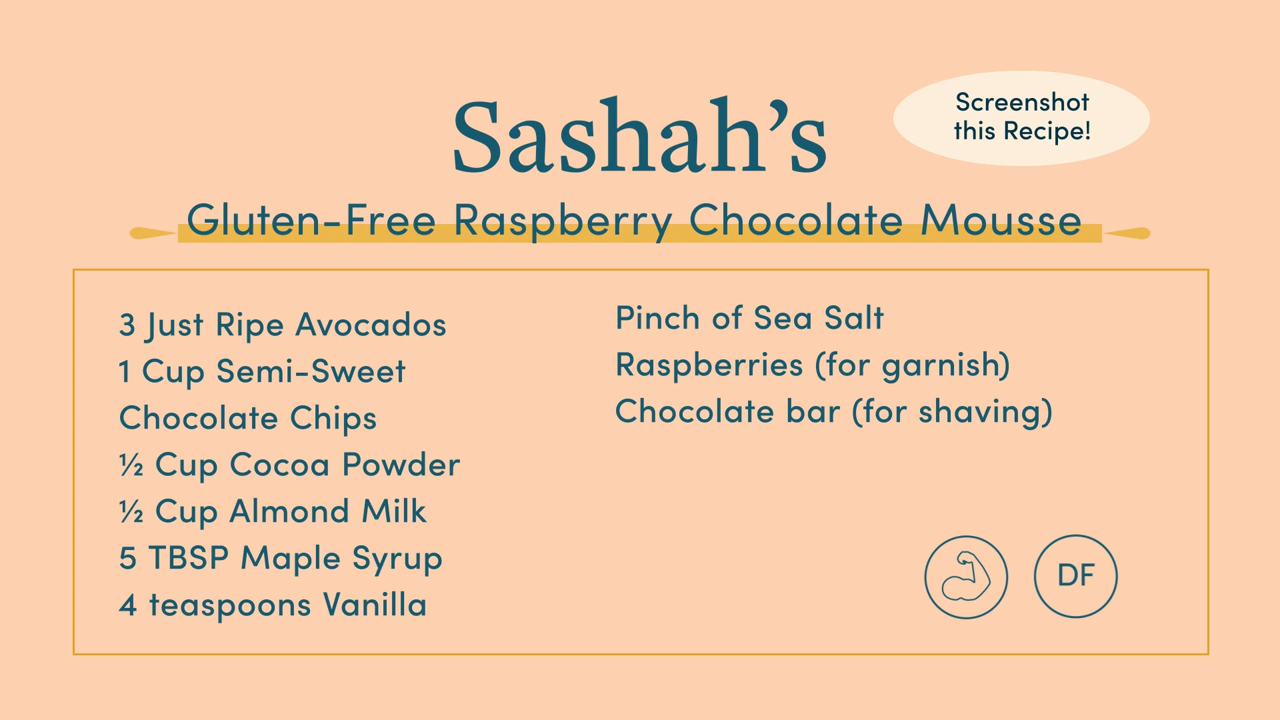 Sashah’s
Screenshot
this Recipe!
Gluten-Free Raspberry Chocolate Mousse
3 Just Ripe Avocados
1 Cup Semi-Sweet
Chocolate Chips
½ Cup Cocoa Powder
½ Cup Almond Milk
5 TBSP Maple Syrup
4 teaspoons Vanilla
Pinch of Sea Salt
Raspberries (for garnish)
Chocolate bar (for shaving)
DF